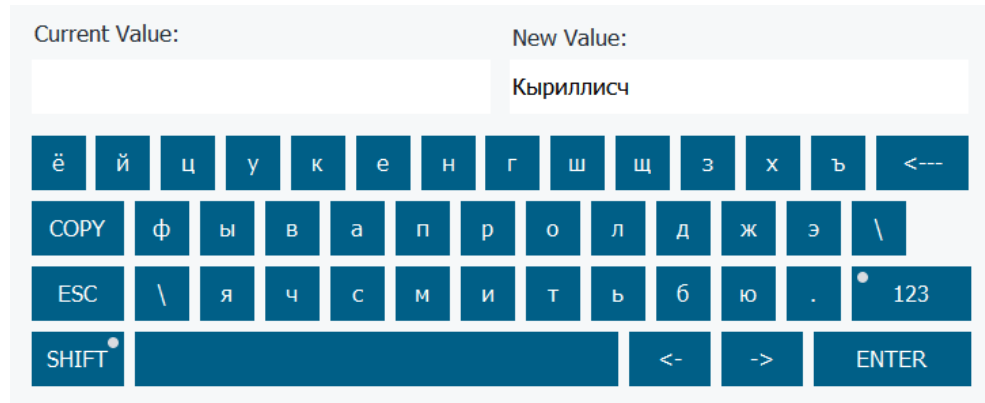 Current Value: New Value:
Кыриллисч
ё й ц у к е н г ш щ з х ъ <---
COPY ф ы в а п р о л д ж э \
ESC \ я ч с м и т ь б ю . 123
SHIFT <- -> ENTER